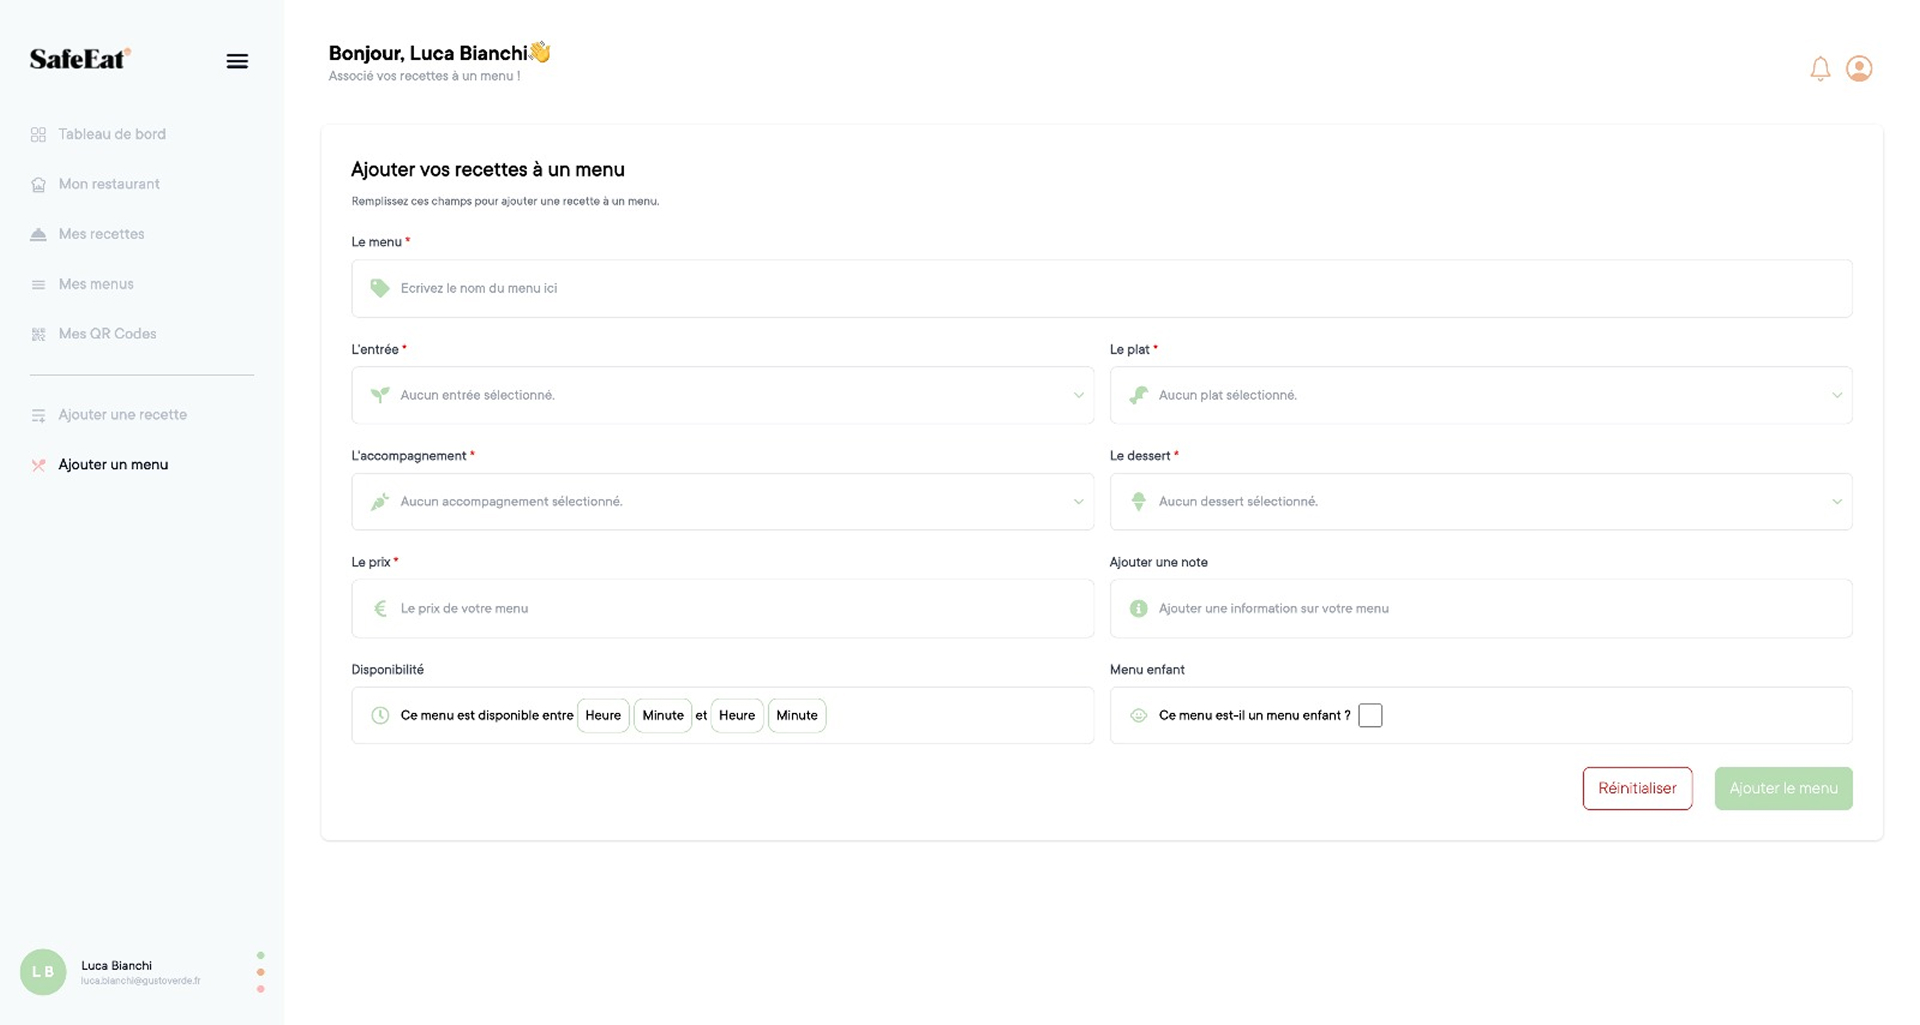 SafeEat
Tableau de bord
Mon restaurant
Mes recettes
Mes menus
Mes QR Codes
Ajouter une recette
Ajouter un menu
L B
Luca Bianchi
luca.bianchi@gustoverde.fr
Bonjour, Luca Bianchi👋
Associé vos recettes à un menu !
Ajouter vos recettes à un menu
Remplissez ces champs pour ajouter une recette à un menu.
Le menu *
Ecrivez le nom du menu ici
L'entrée *
Aucun entrée sélectionné.
Le plat *
Aucun plat sélectionné.
L'accompagnement *
Aucun accompagnement sélectionné.
Le dessert *
Aucun dessert sélectionné.
Le prix *
€ Le prix de votre menu
Ajouter une note
Ajouter une information sur votre menu
Disponibilité
Ce menu est disponible entre Heure Minute et Heure Minute
Menu enfant
Ce menu est-il un menu enfant ?
Réinitialiser
Ajouter le menu